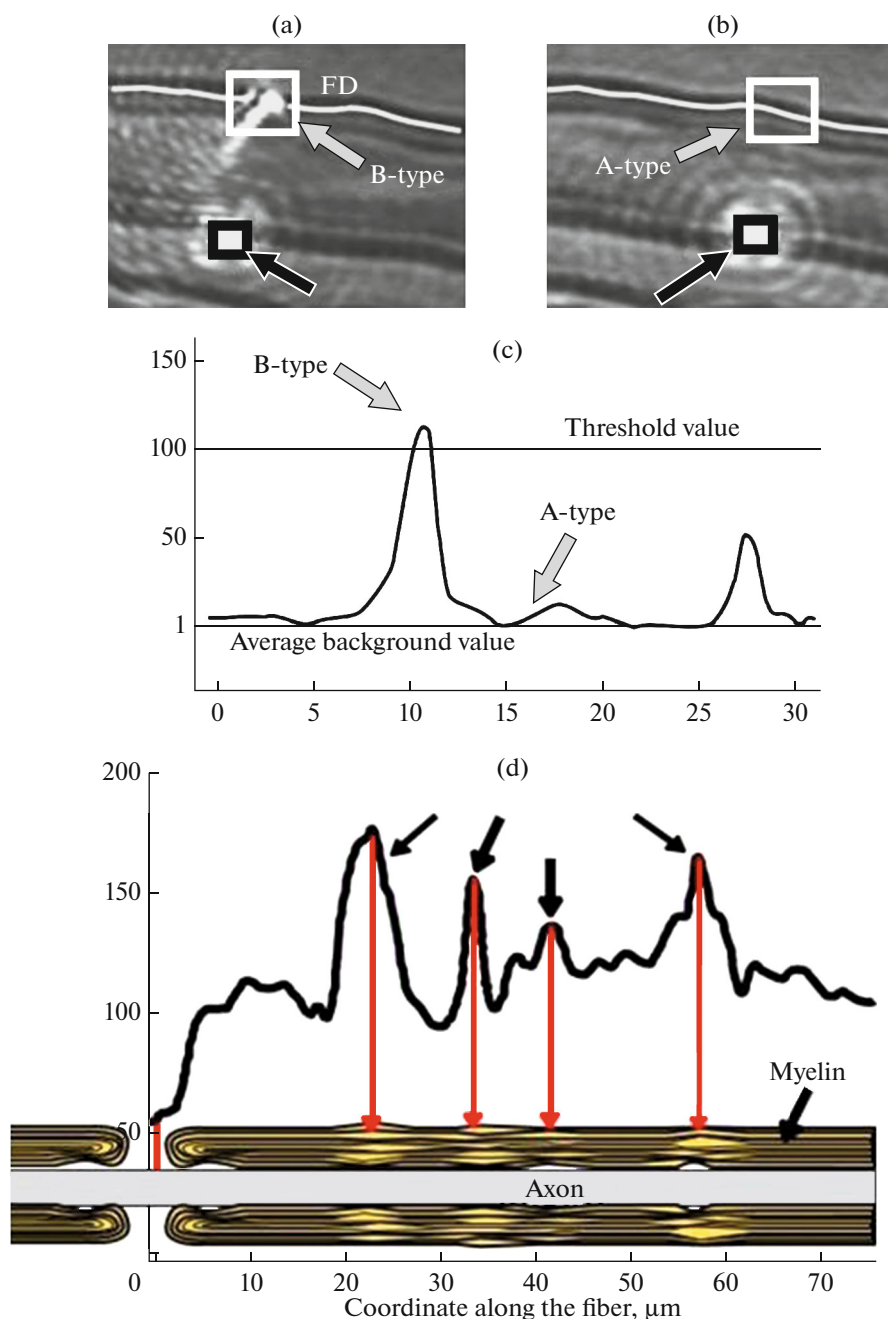 (a)
(b)
FD
B-type
A-type
(c)
150
B-type
Threshold value
100
A-type
50
1
Average background value
0 5 10 15 20 25 30
(d)
200
150
100
Myelin
50
Axon
0 10 20 30 40 50 60 70
Coordinate along the fiber, μm